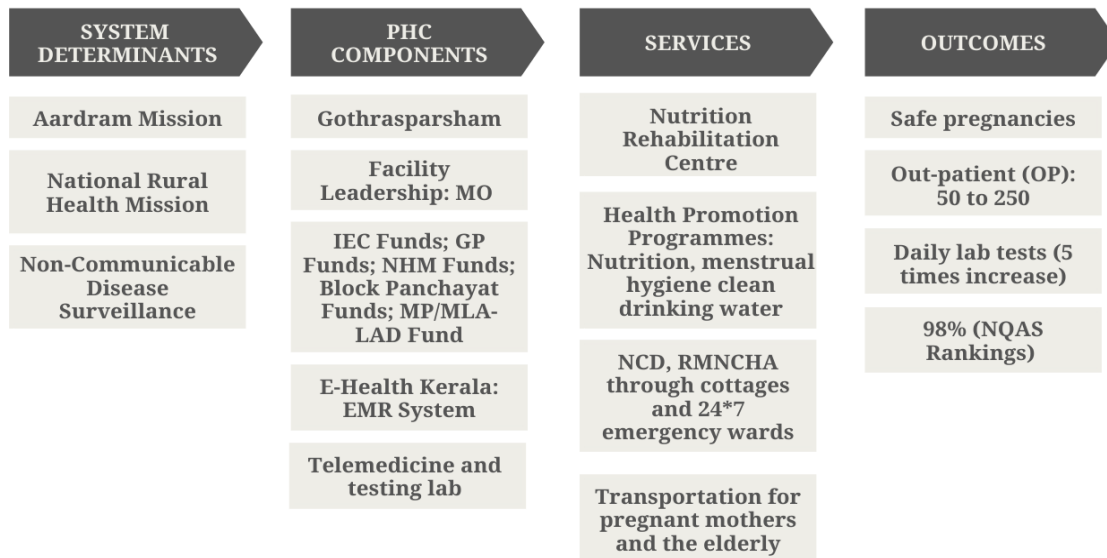 SYSTEM
DETERMINANTS
Aardram Mission
National Rural
Health Mission
Non-Communicable
Disease
Surveillance
PHC
COMPONENTS
Gothrasparsham
Facility
Leadership: MO
IEC Funds; GP
Funds; NHM Funds;
Block Panchayat
Funds; MP/MLA-
LAD Fund
E-Health Kerala:
EMR System
Telemedicine and
testing lab
SERVICES
Nutrition
Rehabilitation
Centre
Health Promotion
Programmes:
Nutrition, menstrual
hygiene clean
drinking water
NCD, RMNCHA
through cottages
and 24*7
emergency wards
Transportation for
pregnant mothers
and the elderly
OUTCOMES
Safe pregnancies
Out-patient (OP):
50 to 250
Daily lab tests (5
times increase)
98% (NQAS
Rankings)